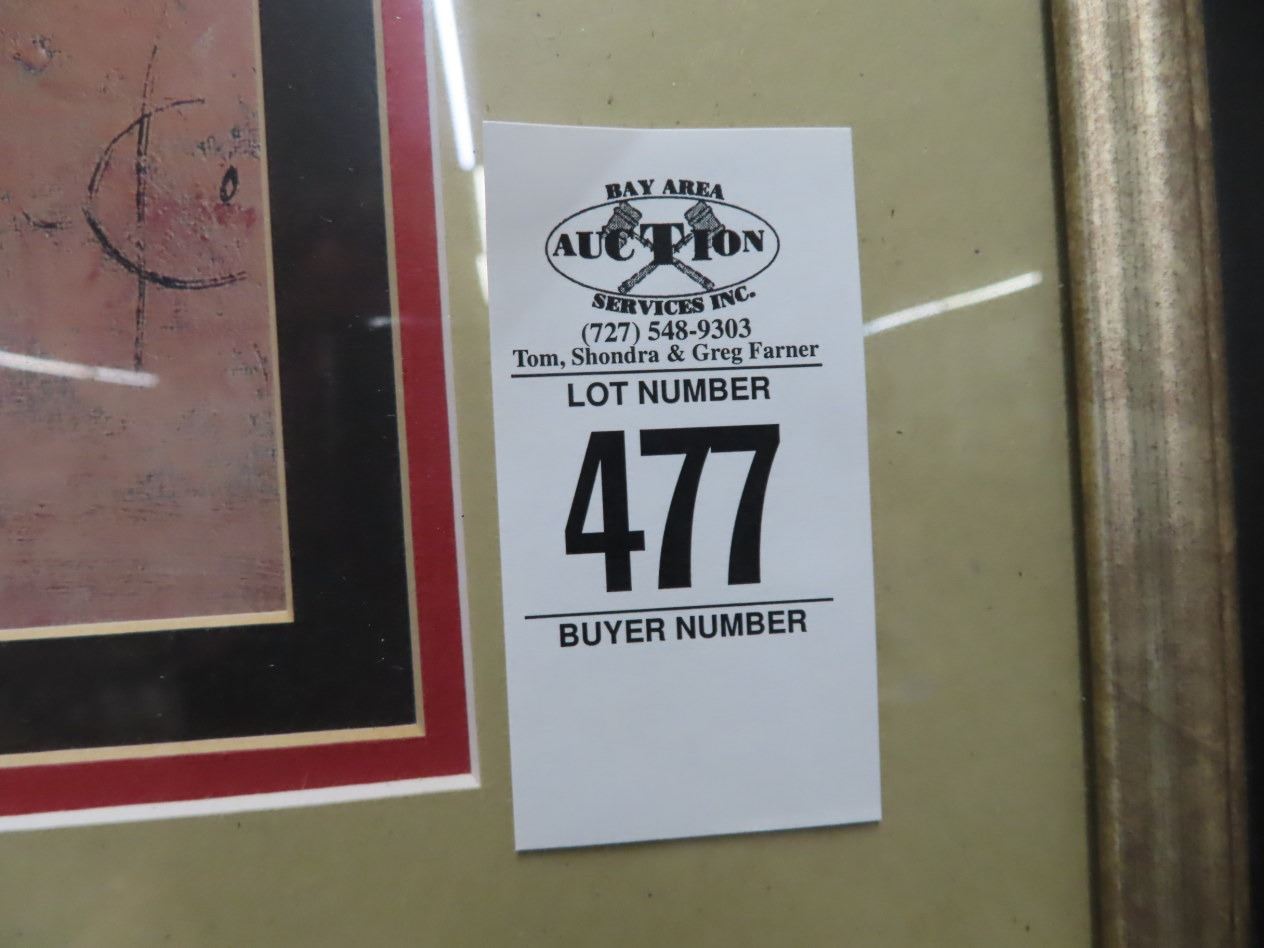 BAY AREA
AUCTION
SERVICES INC.
(727) 548-9303
Tom, Shondra & Greg Farner
LOT NUMBER
477
BUYER NUMBER